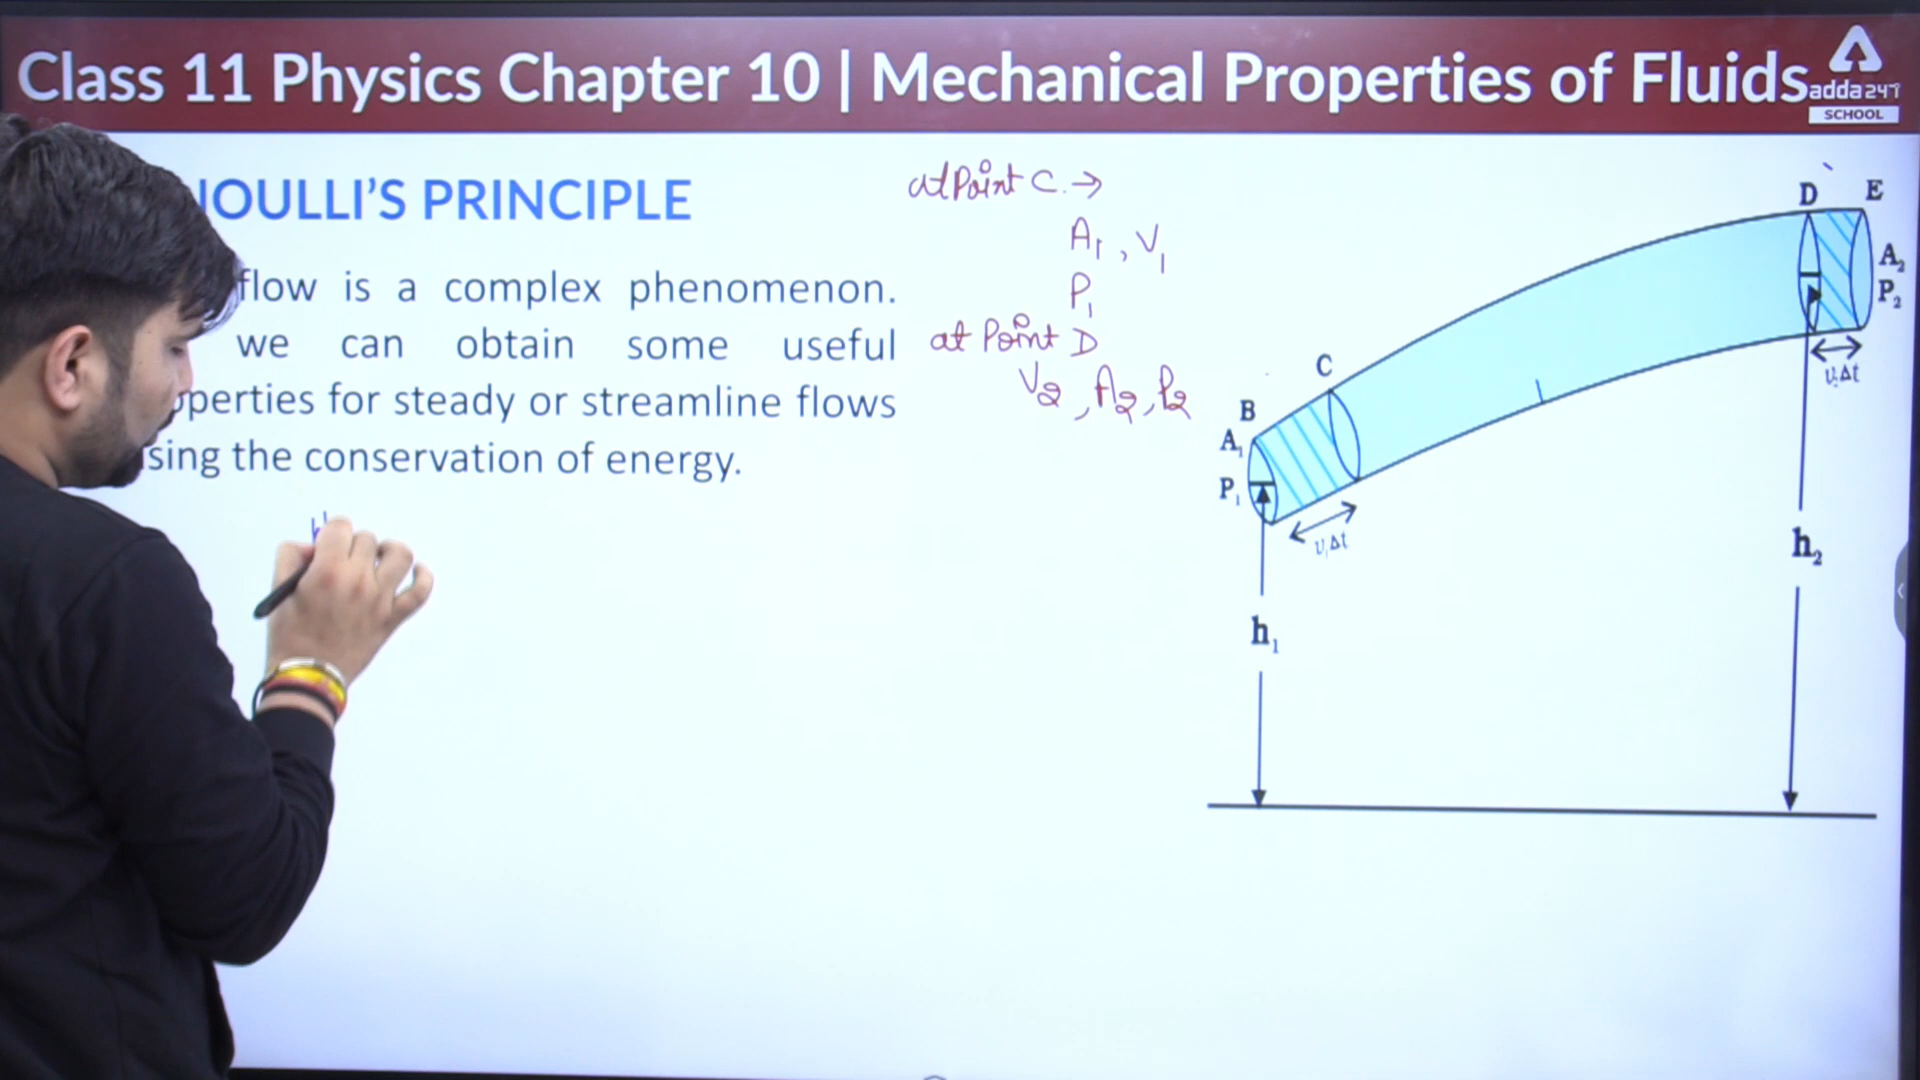 Class 11 Physics Chapter 10 | Mechanical Properties of Fluids
adda247
SCHOOL
IOULLI'S PRINCIPLE
flow is a complex phenomenon.
we can obtain some useful
perties for steady or streamline flows
sing the conservation of energy.
at Point C. →
A1, V1
P1
at Point D
V2, A2, P2
D E
A2
P2
υ2Δt
C
B
A1
P1
υ1Δt
h2
h1